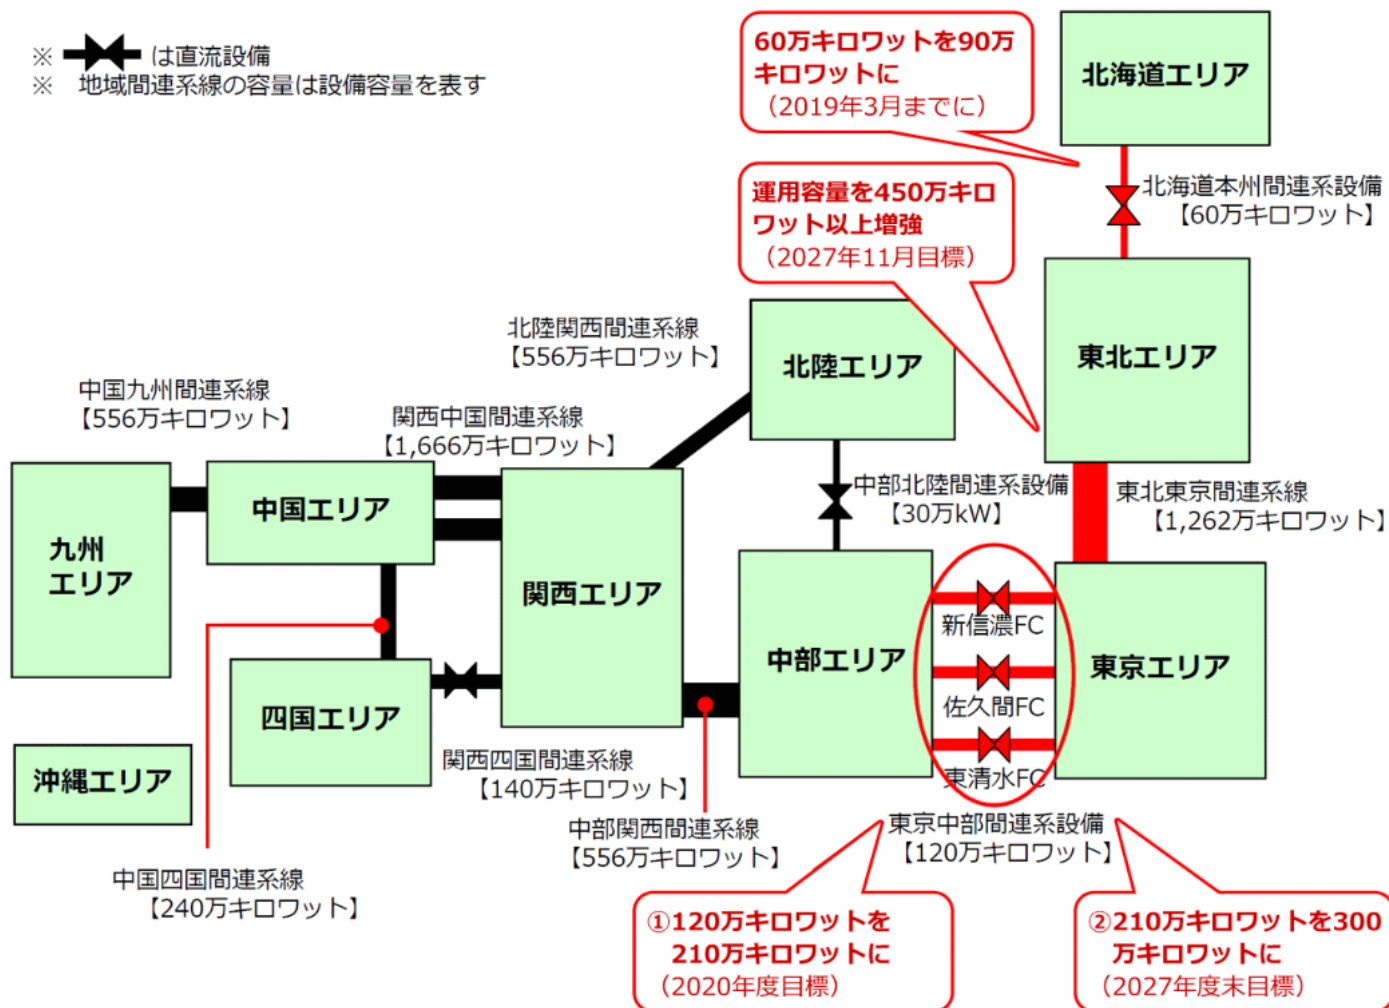 ※ は直流設備
※ 地域間連系線の容量は設備容量を表す
60万キロワットを90万
キロワットに
（2019年3月までに）
北海道エリア
北海道本州間連系設備
【60万キロワット】
運用容量を450万キロ
ワット以上増強
（2027年11月目標）
東北エリア
北陸関西間連系線
【556万キロワット】
北陸エリア
中国九州間連系線
【556万キロワット】
関西中国間連系線
【1,666万キロワット】
中部北陸間連系設備
【30万kW】
東北東京間連系線
【1,262万キロワット】
九州
エリア
中国エリア
関西エリア
中部エリア
新信濃FC
佐久間FC
東清水FC
東京エリア
四国エリア
沖縄エリア
関西四国間連系線
【140万キロワット】
中部関西間連系線
【556万キロワット】
東京中部間連系設備
【120万キロワット】
中国四国間連系線
【240万キロワット】
①120万キロワットを
210万キロワットに
（2020年度目標）
②210万キロワットを300
万キロワットに
（2027年度末目標）